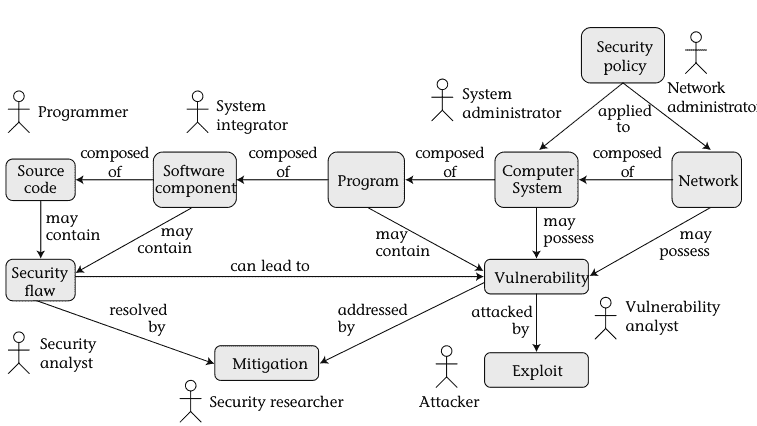 Security
policy
Network
administrator
System
administrator
Programmer
System
integrator
applied
to
Source
code
composed
of
Software
component
composed
of
Program
composed
of
Computer
System
composed
of
Network
may
contain
may
contain
may
contain
may
possess
may
possess
Security
flaw
can lead to
Vulnerability
resolved
by
addressed
by
attacked
by
Vulnerability
analyst
Security
analyst
Mitigation
Exploit
Security researcher
Attacker